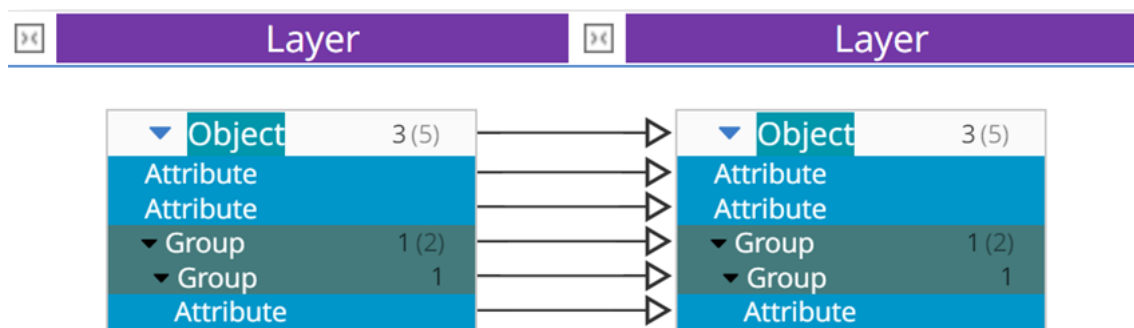 Layer Layer
Object 3 (5) Object 3 (5)
Attribute Attribute
Attribute Attribute
Group 1 (2) Group 1 (2)
Group 1 Group 1
Attribute Attribute